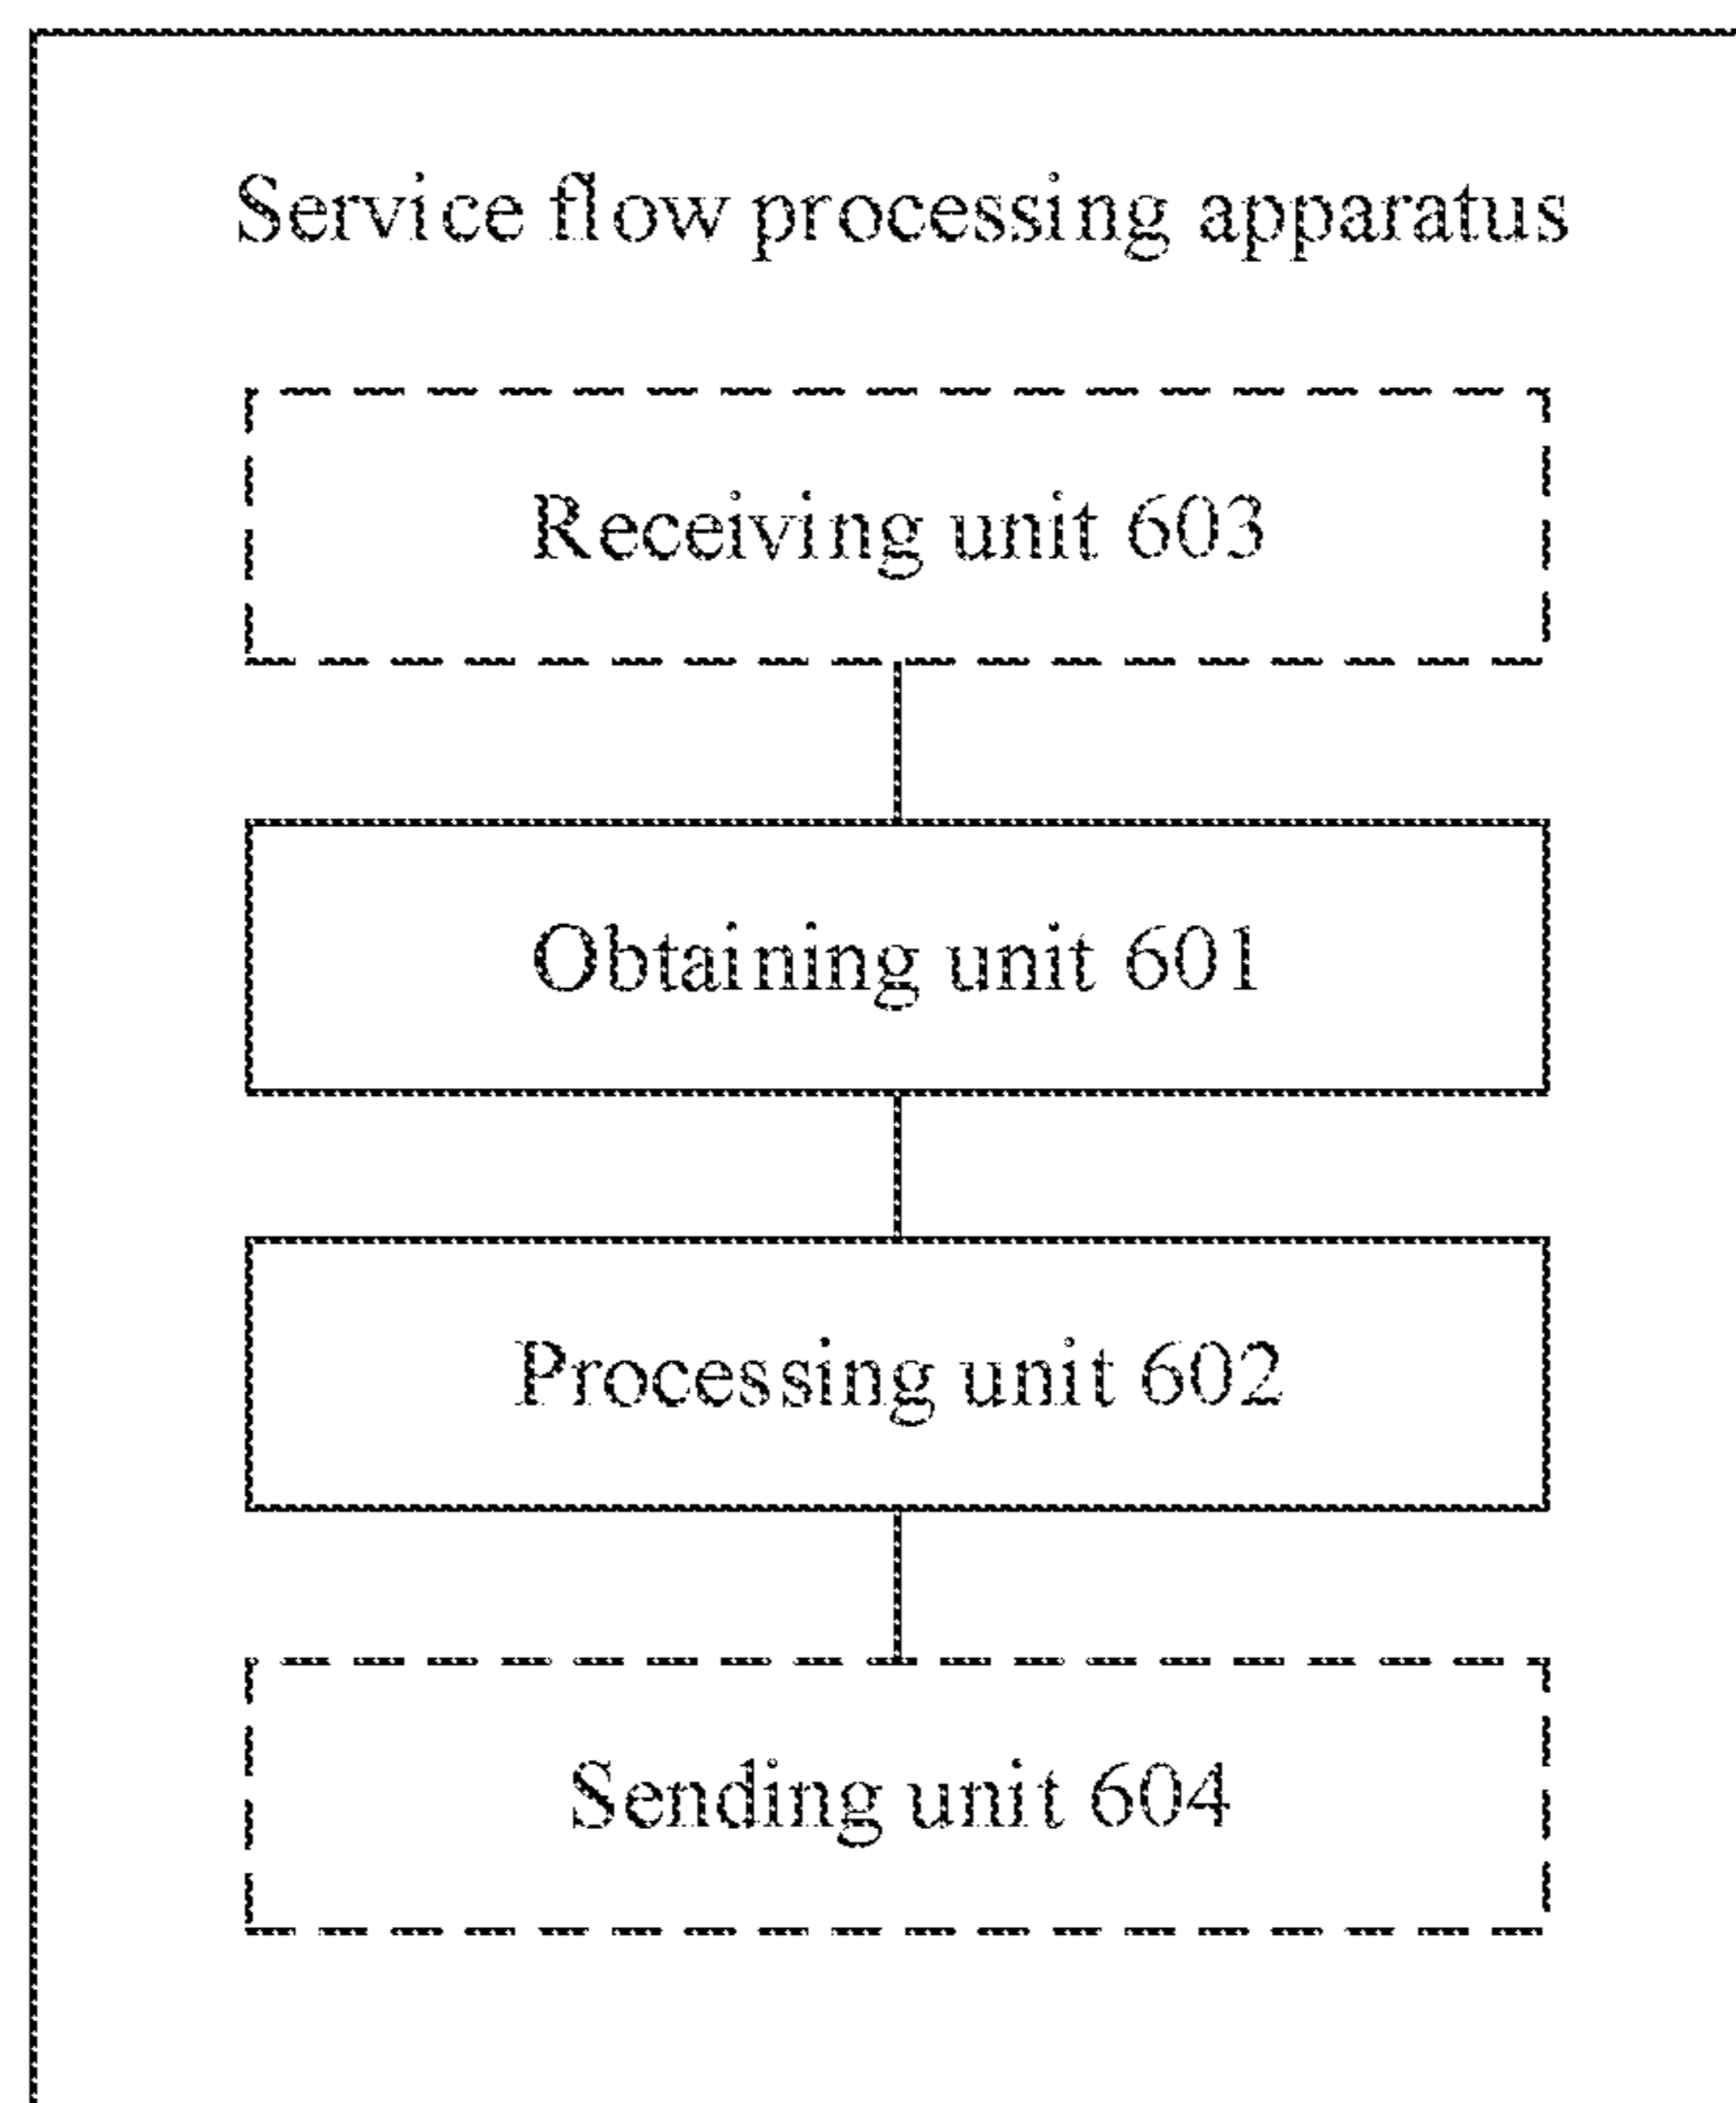 Service flow processing apparatus
Receiving unit 603
Obtaining unit 601
Processing unit 602
Sending unit 604